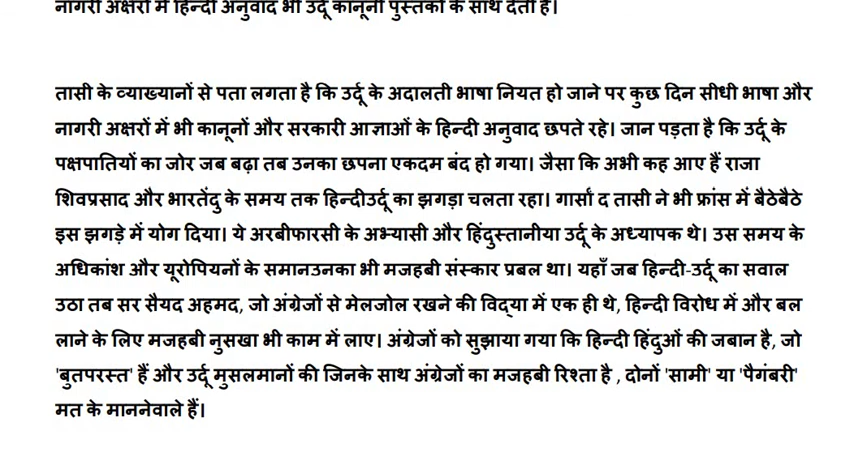 नागरी अक्षरों में हिन्दी अनुवाद भी उर्दू कानूनी पुस्तकों के साथ देती है।
तासी के व्याख्यानों से पता लगता है कि उर्दू के अदालती भाषा नियत हो जाने पर कुछ दिन सीधी भाषा और
नागरी अक्षरों में भी कानूनों और सरकारी आज्ञाओं के हिन्दी अनुवाद छपते रहे। जान पड़ता है कि उर्दू के
पक्षपातियों का जोर जब बढ़ा तब उनका छपना एकदम बंद हो गया। जैसा कि अभी कह आए हैं राजा
शिवप्रसाद और भारतेंदु के समय तक हिन्दीउर्दू का झगड़ा चलता रहा। गार्सां द तासी ने भी फ्रांस में बैठेबैठे
इस झगड़े में योग दिया। ये अरबीफारसी के अभ्यासी और हिंदुस्तानीया उर्दू के अध्यापक थे। उस समय के
अधिकांश और यूरोपियनों के समानउनका भी मजहबी संस्कार प्रबल था। यहाँ जब हिन्दी-उर्दू का सवाल
उठा तब सर सैयद अहमद, जो अंग्रेजों से मेलजोल रखने की विद्या में एक ही थे, हिन्दी विरोध में और बल
लाने के लिए मजहबी नुसखा भी काम में लाए। अंग्रेजों को सुझाया गया कि हिन्दी हिंदुओं की जबान है, जो
'बुतपरस्त' हैं और उर्दू मुसलमानों की जिनके साथ अंग्रेजों का मजहबी रिश्ता है , दोनों 'सामी' या 'पैगंबरी'
मत के माननेवाले हैं।